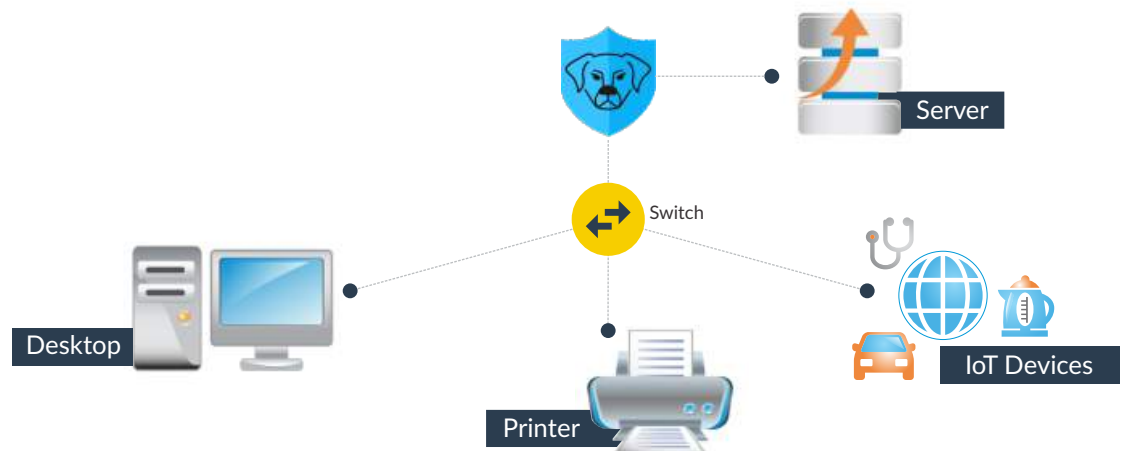 Server
Switch
Desktop
IoT Devices
Printer